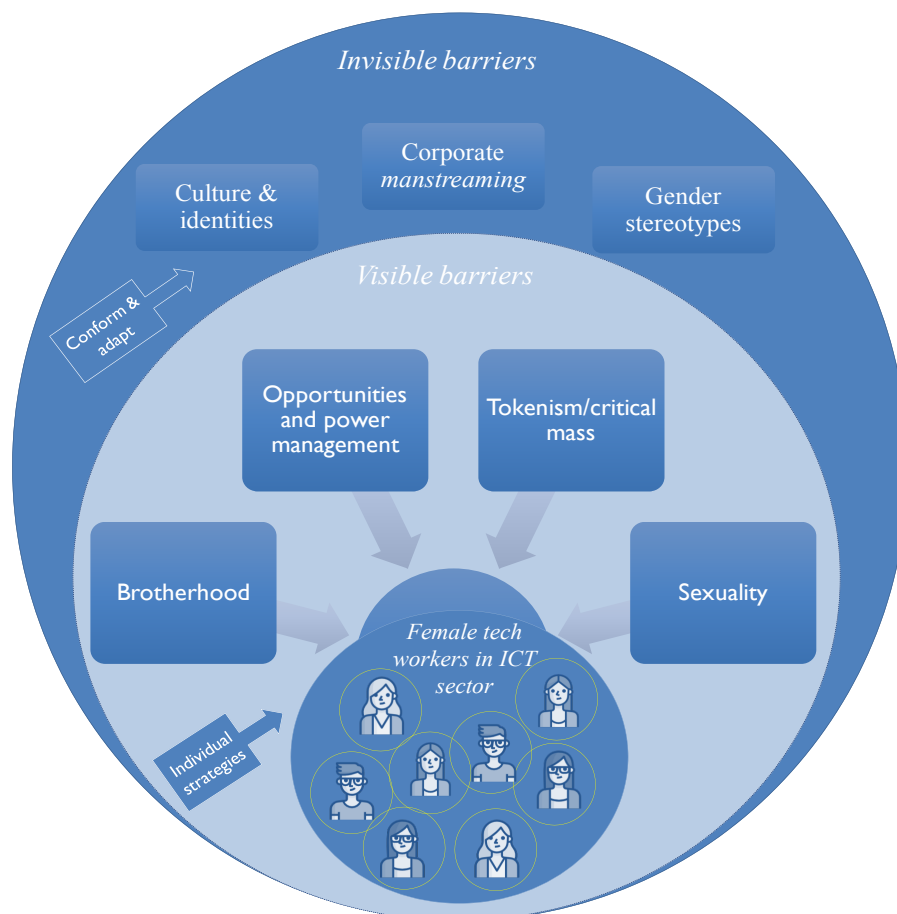 Invisible barriers
Corporate
manstreaming
Culture &
identities
Gender
stereotypes
Visible barriers
Conform &
adapt
Opportunities
and power
management
Tokenism/critical
mass
Brotherhood
Sexuality
Female tech
workers in ICT
sector
Individual
strategies